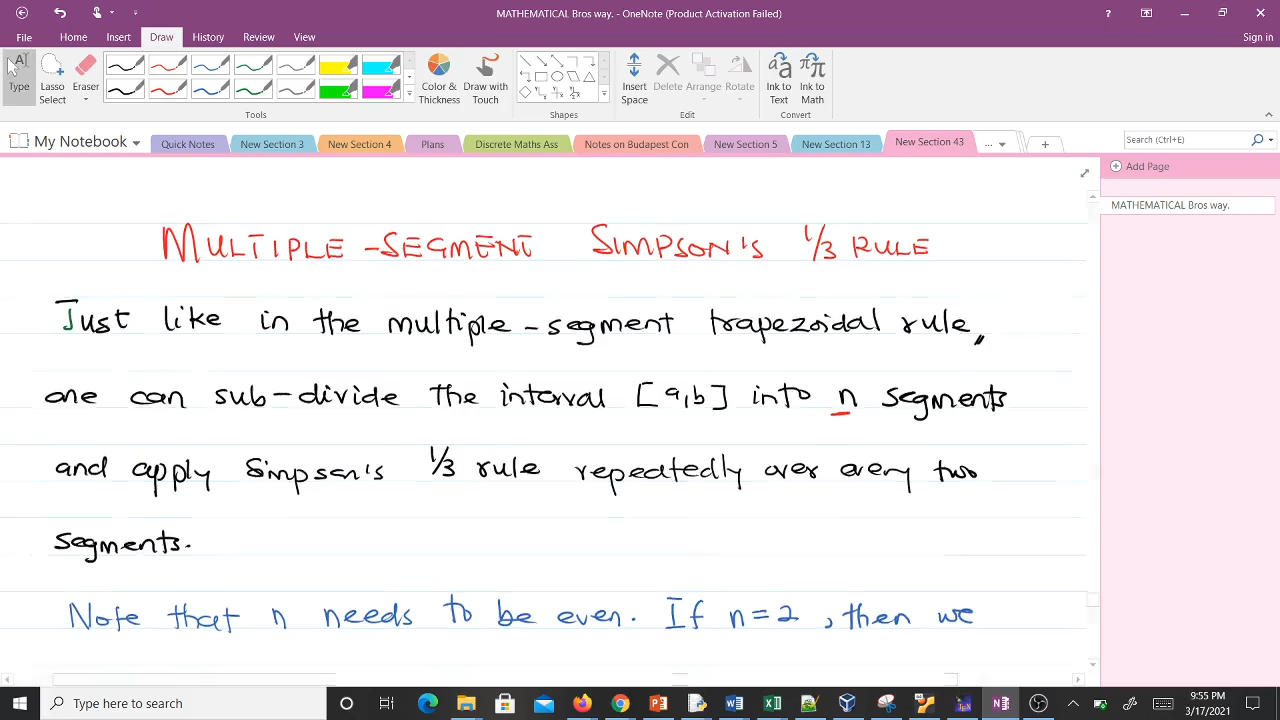 MATHEMATICAL Bros way. - OneNote (Product Activation Failed)
File Home Insert Draw History Review View
Sign in
Type
Lasso Select
Eraser
Color & Thickness
Draw with Touch
Insert Space
Delete
Arrange
Rotate
Ink to Text
Ink to Math
Tools
Shapes
Edit
Convert
My Notebook
Quick Notes
New Section 3
New Section 4
Plans
Discrete Maths Ass
Notes on Budapest Con
New Section 5
New Section 13
New Section 43
...
Search (Ctrl+E)
Add Page
MATHEMATICAL Bros way.
MULTIPLE-SEGMENT SIMPSON'S 1/3 RULE
Just like in the multiple-segment trapezoidal rule,,
one can sub-divide the interval [a,b] into n segments
and apply Simpson's 1/3 rule repeatedly over every two
segments.
Note that n needs to be even. If n=2, then we
Type here to search
9:55 PM
3/17/2021